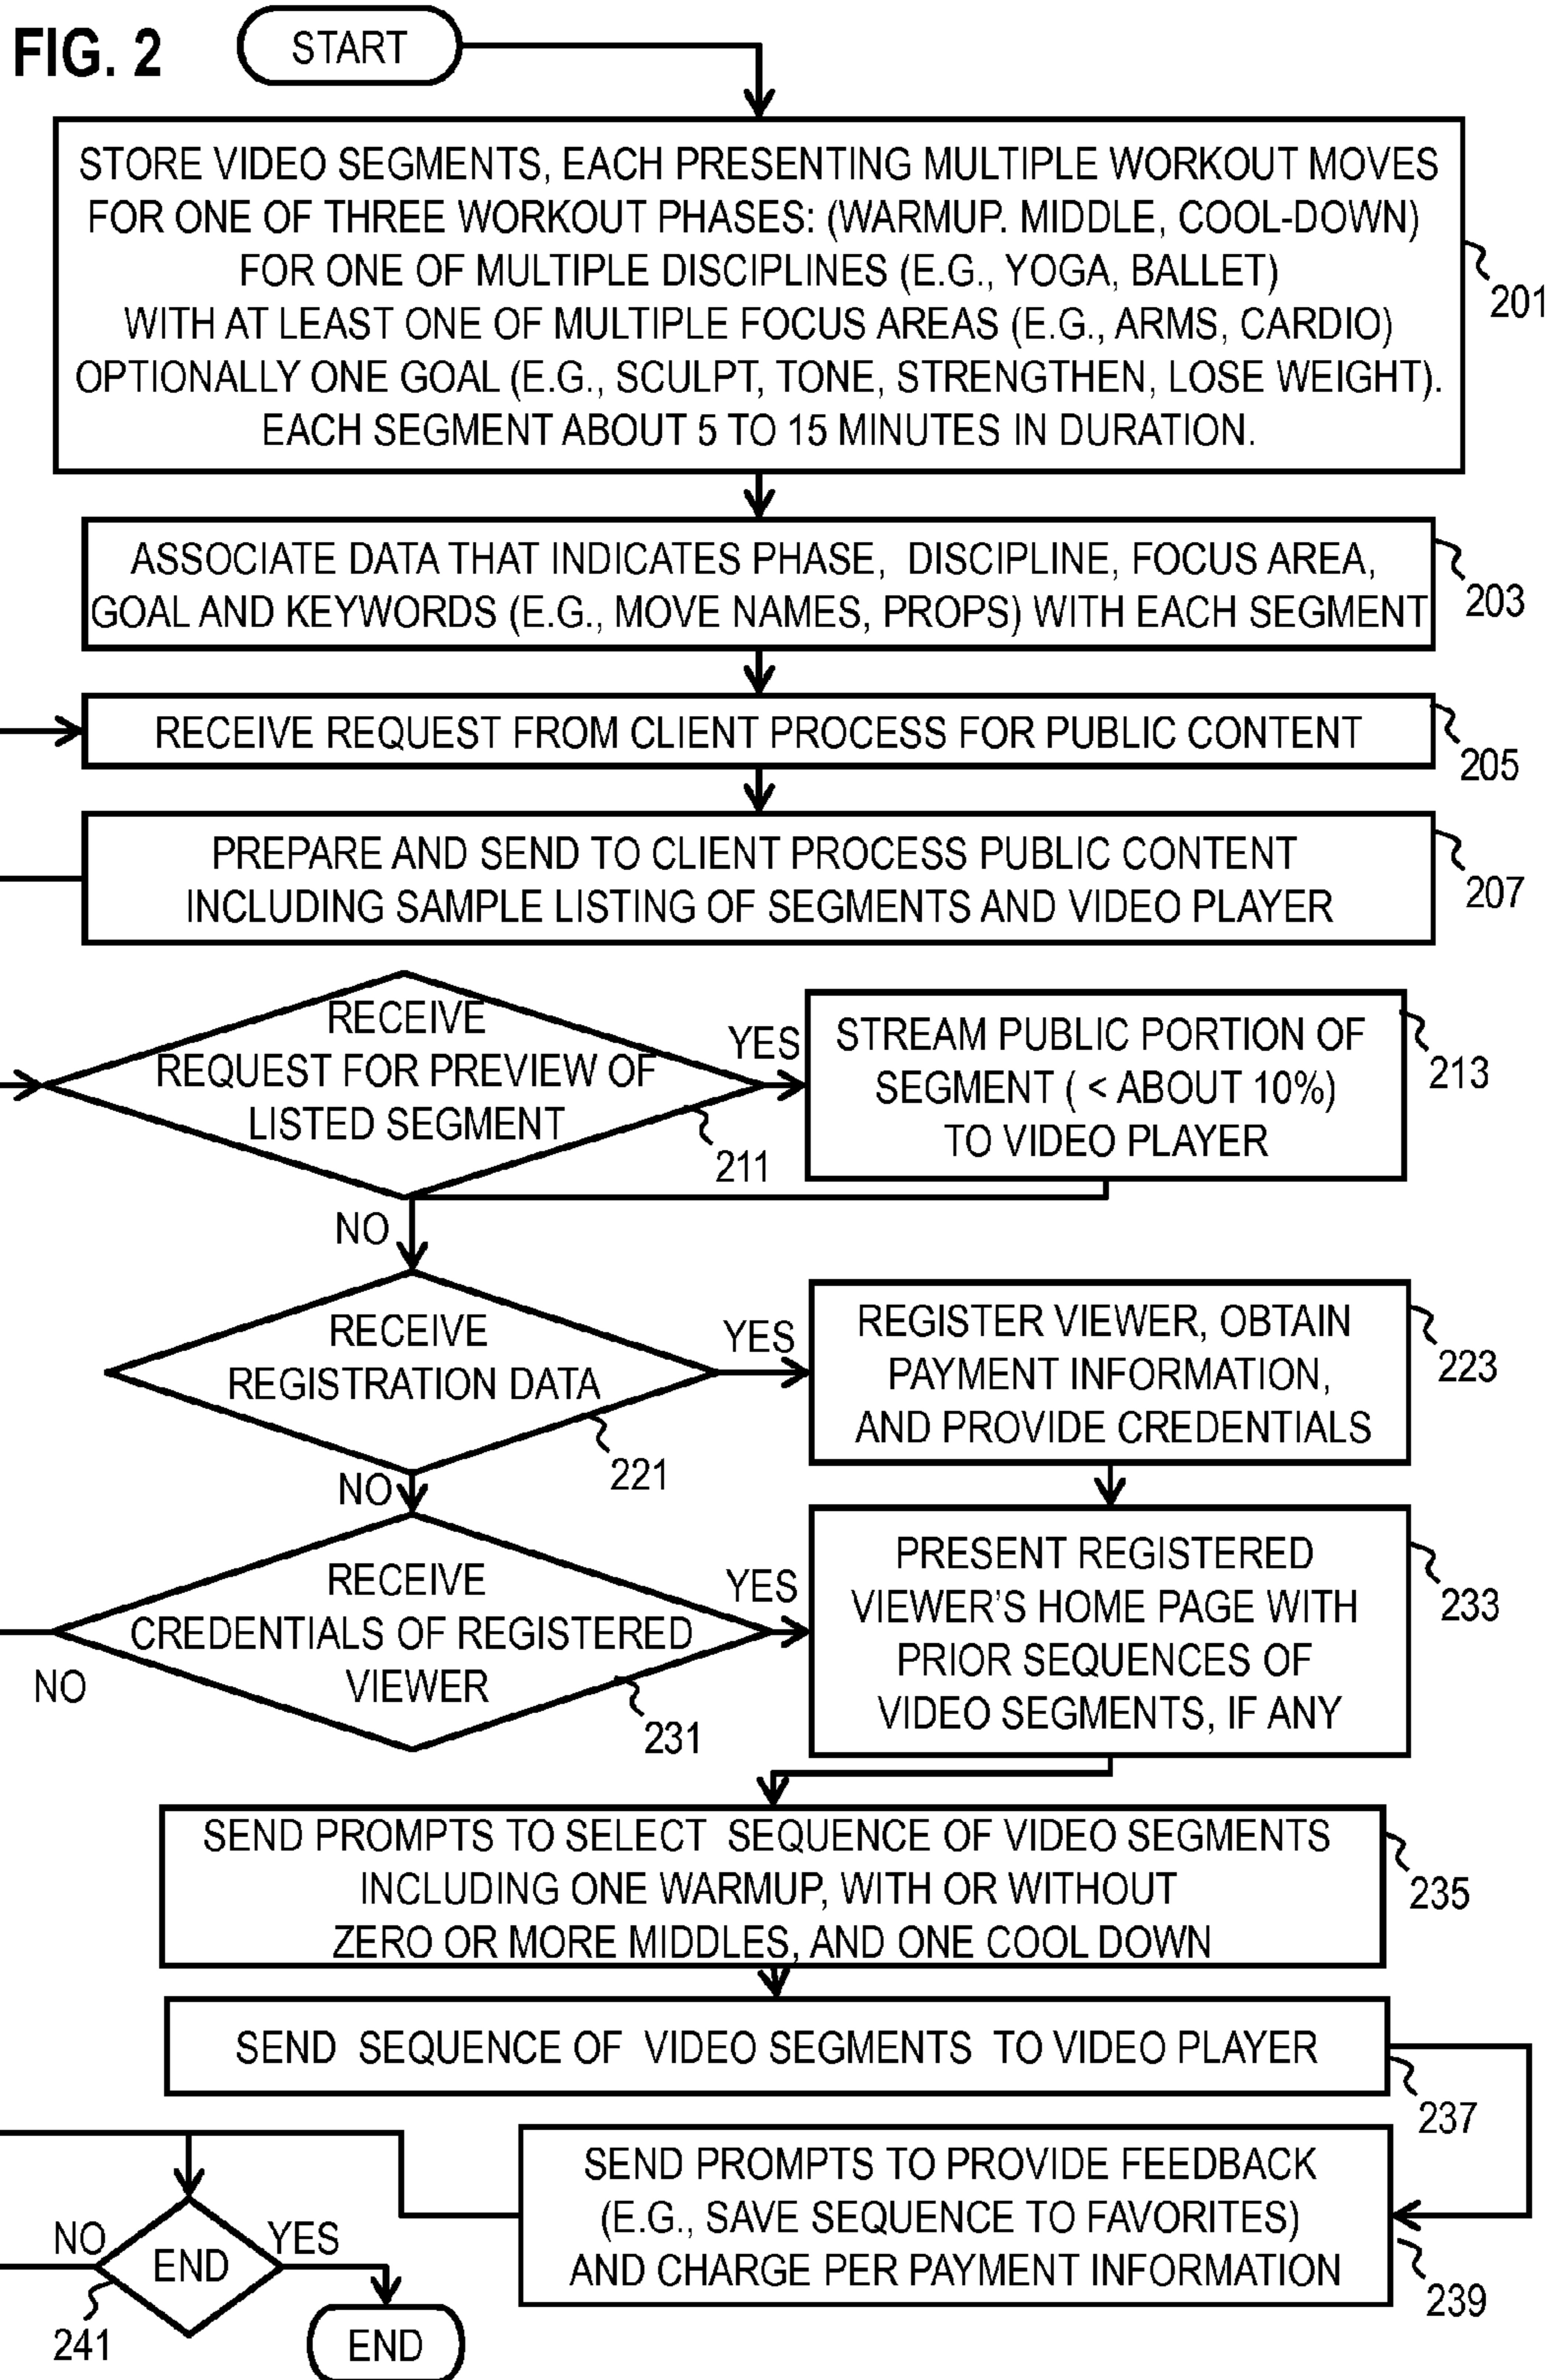 FIG. 2
START
STORE VIDEO SEGMENTS, EACH PRESENTING MULTIPLE WORKOUT MOVES
FOR ONE OF THREE WORKOUT PHASES: (WARMUP. MIDDLE, COOL-DOWN)
FOR ONE OF MULTIPLE DISCIPLINES (E.G., YOGA, BALLET)
WITH AT LEAST ONE OF MULTIPLE FOCUS AREAS (E.G., ARMS, CARDIO)
OPTIONALLY ONE GOAL (E.G., SCULPT, TONE, STRENGTHEN, LOSE WEIGHT).
EACH SEGMENT ABOUT 5 TO 15 MINUTES IN DURATION.
201
ASSOCIATE DATA THAT INDICATES PHASE, DISCIPLINE, FOCUS AREA,
GOAL AND KEYWORDS (E.G., MOVE NAMES, PROPS) WITH EACH SEGMENT
203
RECEIVE REQUEST FROM CLIENT PROCESS FOR PUBLIC CONTENT
205
PREPARE AND SEND TO CLIENT PROCESS PUBLIC CONTENT
INCLUDING SAMPLE LISTING OF SEGMENTS AND VIDEO PLAYER
207
RECEIVE
REQUEST FOR PREVIEW OF
LISTED SEGMENT
211
YES
STREAM PUBLIC PORTION OF
SEGMENT ( < ABOUT 10%)
TO VIDEO PLAYER
213
NO
RECEIVE
REGISTRATION DATA
221
YES
REGISTER VIEWER, OBTAIN
PAYMENT INFORMATION,
AND PROVIDE CREDENTIALS
223
NO
RECEIVE
CREDENTIALS OF REGISTERED
VIEWER
231
YES
NO
PRESENT REGISTERED
VIEWER'S HOME PAGE WITH
PRIOR SEQUENCES OF
VIDEO SEGMENTS, IF ANY
233
SEND PROMPTS TO SELECT SEQUENCE OF VIDEO SEGMENTS
INCLUDING ONE WARMUP, WITH OR WITHOUT
ZERO OR MORE MIDDLES, AND ONE COOL DOWN
235
SEND SEQUENCE OF VIDEO SEGMENTS TO VIDEO PLAYER
237
SEND PROMPTS TO PROVIDE FEEDBACK
(E.G., SAVE SEQUENCE TO FAVORITES)
AND CHARGE PER PAYMENT INFORMATION
239
NO
END
YES
241
END